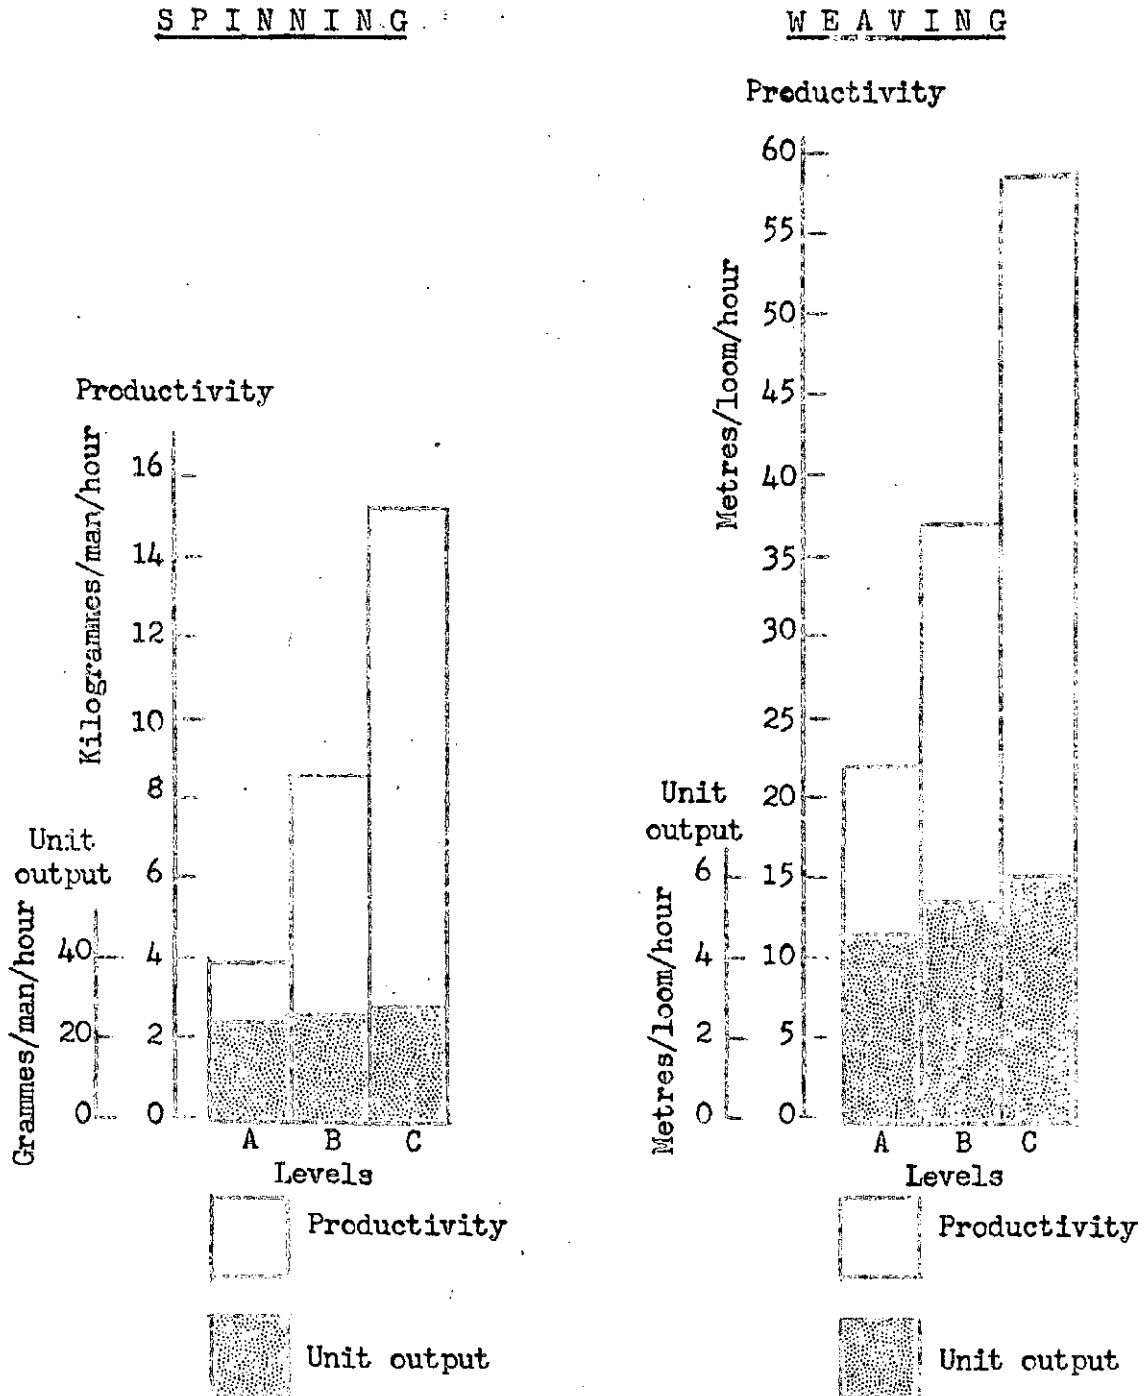 S P I N N I N G
Productivity
Kilogrammes/man/hour
16
14
12
10
8
6
4
2
0
Unit
output
Grammes/man/hour
40
20
0
A B C
Levels
Productivity
Unit output
W E A V I N G
Productivity
Metres/loom/hour
60
55
50
45
40
35
30
25
20
15
10
5
0
Unit
output
Metres/loom/hour
6
4
2
0
A B C
Levels
Productivity
Unit output